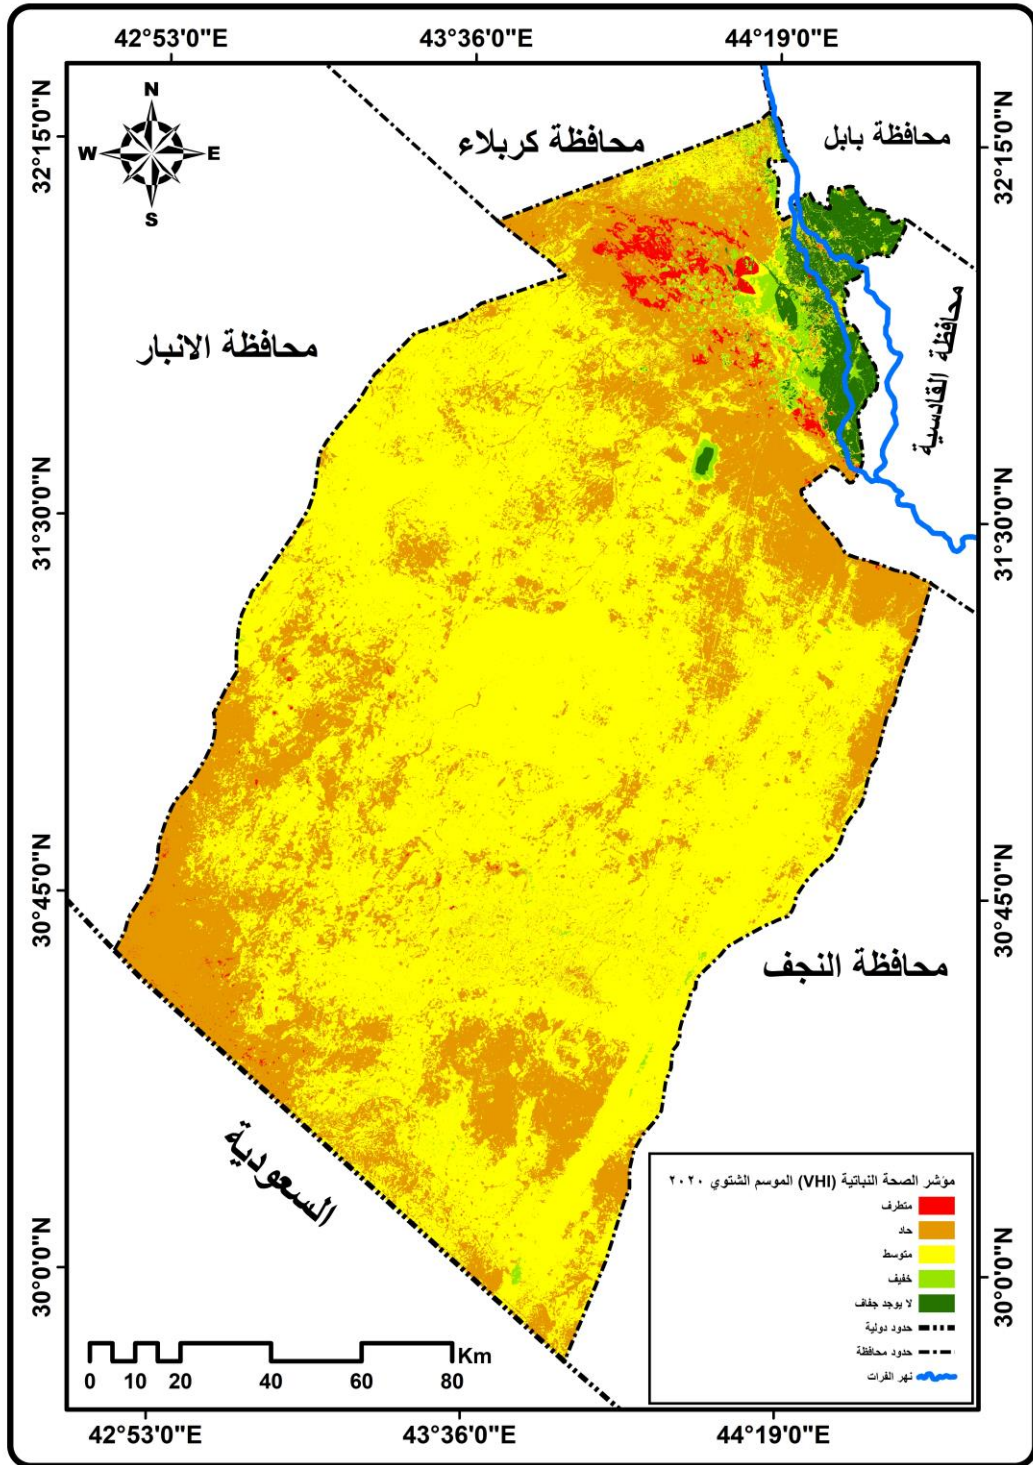 42°53'0"E 43°36'0"E 44°19'0"E
N
W E
S
32°15'0"N
31°30'0"N
30°45'0"N
30°0'0"N
32°15'0"N
31°30'0"N
30°45'0"N
30°0'0"N
محافظة كربلاء
محافظة بابل
محافظة القادسية
محافظة الانبار
محافظة النجف
السعودية
مؤشر الصحة النباتية (VHI) الموسم الشتوي ٢٠٢٠
متطرف
حاد
متوسط
خفيف
لا يوجد جفاف
حدود دولية
حدود محافظة
نهر الفرات
Km
0 10 20 40 60 80
42°53'0"E 43°36'0"E 44°19'0"E